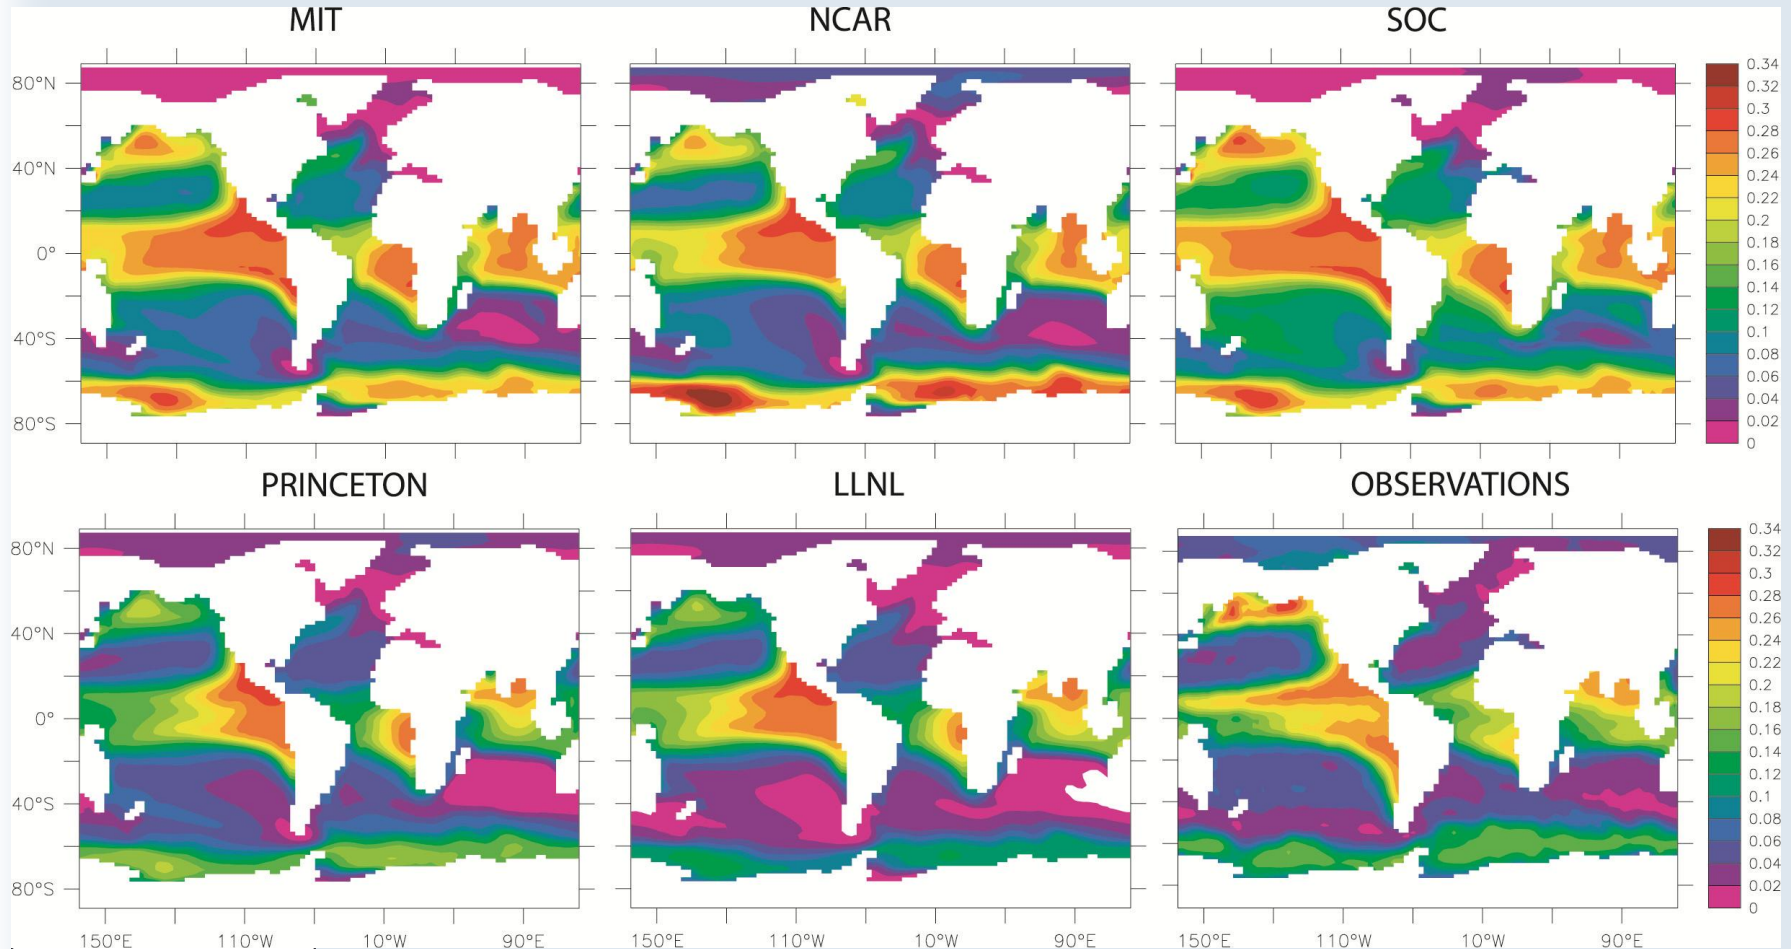 MIT
NCAR
SOC
80°N
40°N
0°
40°S
80°S
0.34
0.32
0.3
0.28
0.26
0.24
0.22
0.2
0.18
0.16
0.14
0.12
0.1
0.08
0.06
0.04
0.02
0
PRINCETON
LLNL
OBSERVATIONS
80°N
40°N
0°
40°S
80°S
0.34
0.32
0.3
0.28
0.26
0.24
0.22
0.2
0.18
0.16
0.14
0.12
0.1
0.08
0.06
0.04
0.02
0
150°E 110°W 10°W 90°E
150°E 110°W 10°W 90°E
150°E 110°W 10°W 90°E